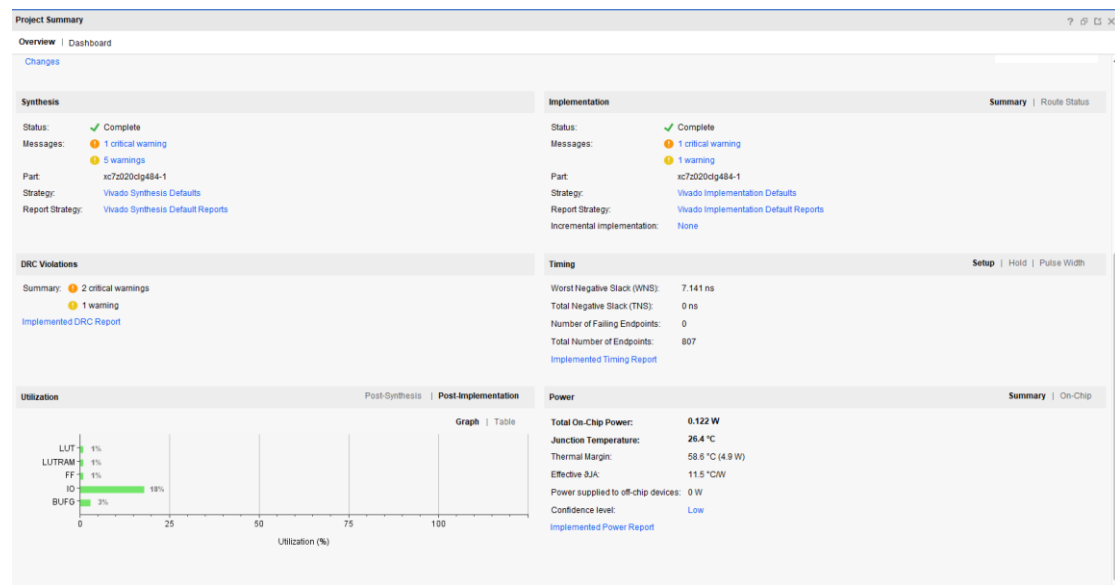 Project Summary
? 
Overview | Dashboard
Changes
Synthesis
Status: Complete
Messages: 1 critical warning
5 warnings
Part: xc7z020clg484-1
Strategy: Vivado Synthesis Defaults
Report Strategy: Vivado Synthesis Default Reports
Implementation Summary | Route Status
Status: Complete
Messages: 1 critical warning
1 warning
Part: xc7z020clg484-1
Strategy: Vivado Implementation Defaults
Report Strategy: Vivado Implementation Default Reports
Incremental implementation: None
DRC Violations
Summary: 2 critical warnings
1 warning
Implemented DRC Report
Timing Setup | Hold | Pulse Width
Worst Negative Slack (WNS): 7.141 ns
Total Negative Slack (TNS): 0 ns
Number of Failing Endpoints: 0
Total Number of Endpoints: 807
Implemented Timing Report
Utilization Post-Synthesis | Post-Implementation
Graph | Table
LUT 1%
LUTRAM 1%
FF 1%
IO 18%
BUFG 3%
0 25 50 75 100
Utilization (%)
Power Summary | On-Chip
Total On-Chip Power: 0.122 W
Junction Temperature: 26.4 °C
Thermal Margin: 58.6 °C (4.9 W)
Effective ϑJA: 11.5 °C/W
Power supplied to off-chip devices: 0 W
Confidence level: Low
Implemented Power Report